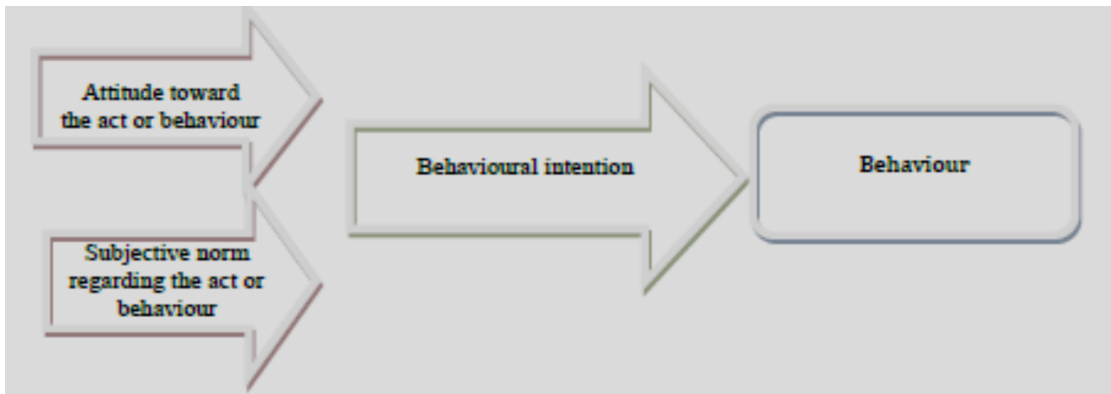 Attitude toward
the act or behaviour
Subjective norm
regarding the act or
behaviour
Behavioural intention
Behaviour